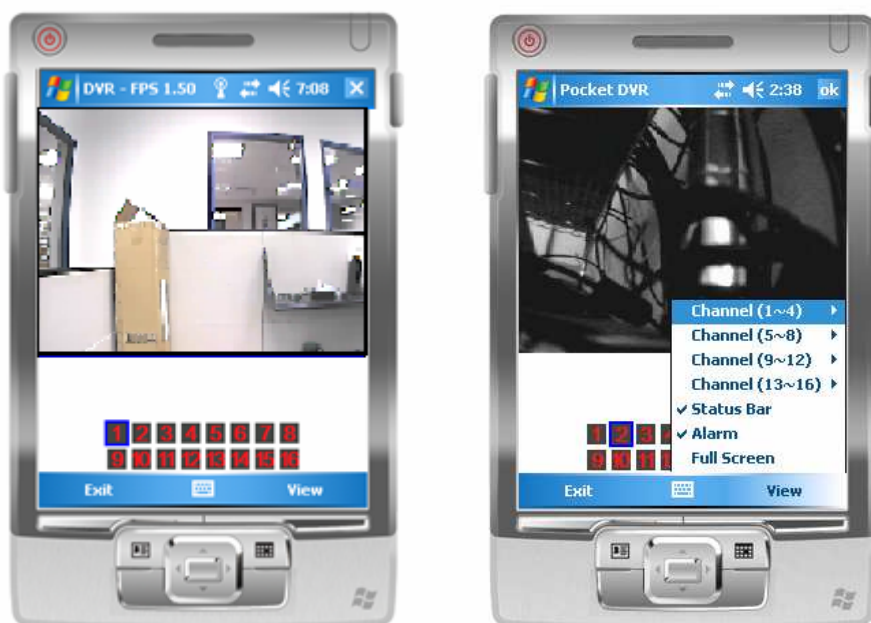 DVR - FPS 1.50 7:08
1 2 3 4 5 6 7 8
9 10 11 12 13 14 15 16
Exit View
Pocket DVR 2:38 ok
Channel (1~4)
Channel (5~8)
Channel (9~12)
Channel (13~16)
Status Bar
Alarm
Full Screen
1 2 3
9 10 11
Exit View